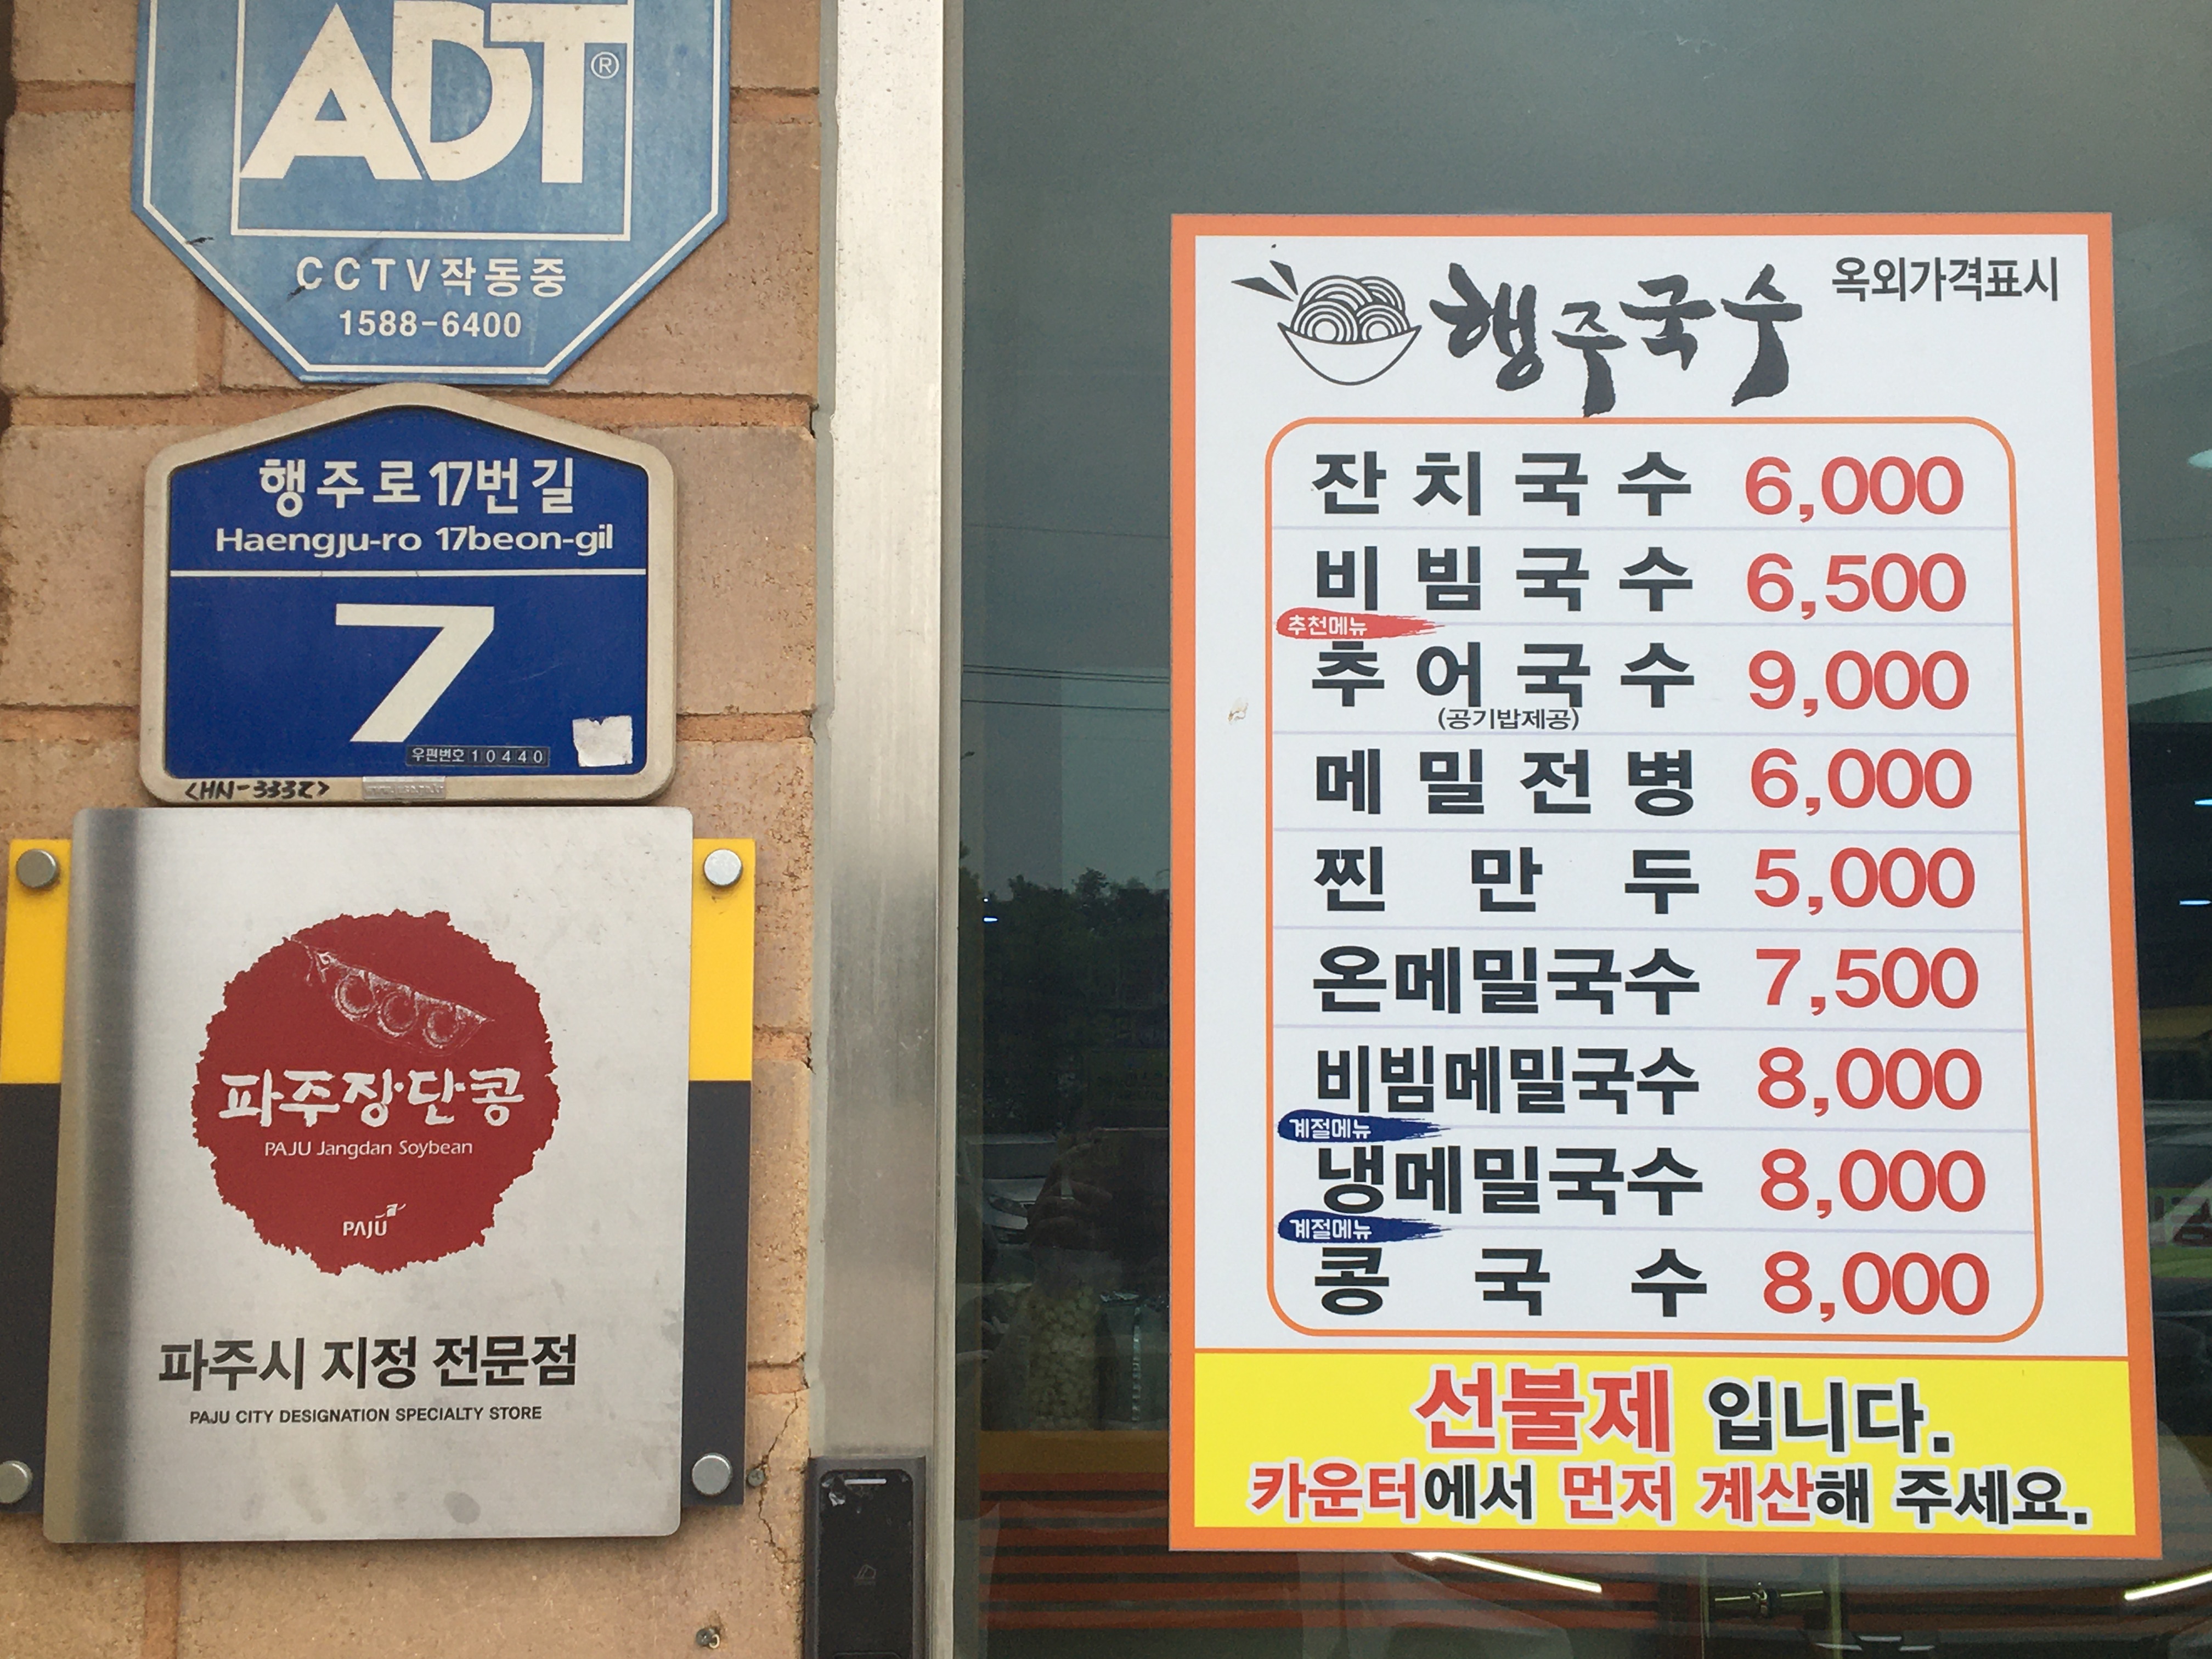 ADT®
CCTV작동중
1588-6400
행주로17번길
Haengju-ro 17beon-gil
7
우편번호 10440
파주장단콩
PAJU Jangdan Soybean
PAJU
파주시 지정 전문점
PAJU CITY DESIGNATION SPECIALTY STORE
행주국수 옥외가격표시
잔치국수 6,000
비빔국수 6,500
추천메뉴
추어국수 9,000
(공기밥제공)
메밀전병 6,000
찐만두 5,000
온메밀국수 7,500
비빔메밀국수 8,000
계절메뉴
냉메밀국수 8,000
계절메뉴
콩국수 8,000
선불제 입니다.
카운터에서 먼저 계산해 주세요.